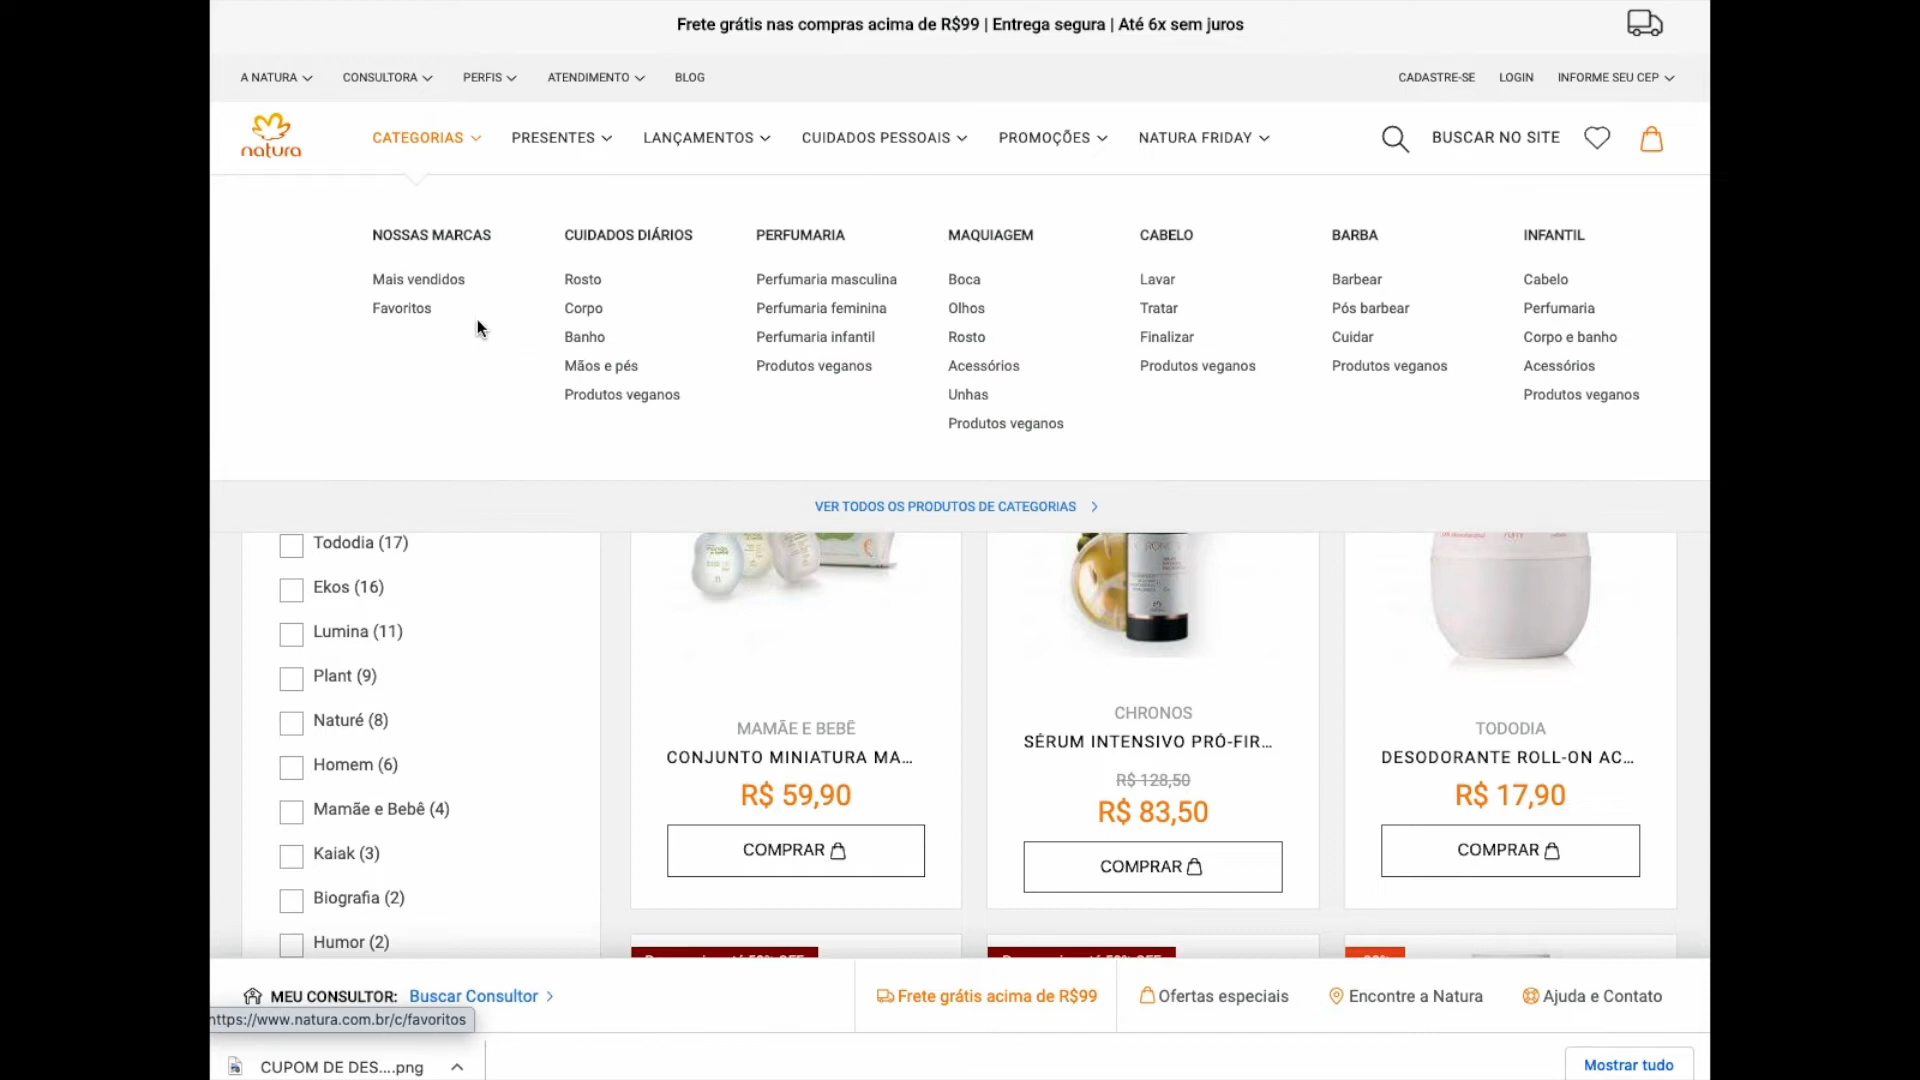 Frete grátis nas compras acima de R$99 | Entrega segura | Até 6x sem juros
A NATURA CONSULTORA PERFIS ATENDIMENTO BLOG CADASTRE-SE LOGIN INFORME SEU CEP
natura CATEGORIAS PRESENTES LANÇAMENTOS CUIDADOS PESSOAIS PROMOÇÕES NATURA FRIDAY BUSCAR NO SITE
NOSSAS MARCAS
Mais vendidos
Favoritos
CUIDADOS DIÁRIOS
Rosto
Corpo
Banho
Mãos e pés
Produtos veganos
PERFUMARIA
Perfumaria masculina
Perfumaria feminina
Perfumaria infantil
Produtos veganos
MAQUIAGEM
Boca
Olhos
Rosto
Acessórios
Unhas
Produtos veganos
CABELO
Lavar
Tratar
Finalizar
Produtos veganos
BARBA
Barbear
Pós barbear
Cuidar
Produtos veganos
INFANTIL
Cabelo
Perfumaria
Corpo e banho
Acessórios
Produtos veganos
VER TODOS OS PRODUTOS DE CATEGORIAS
Tododia (17)
Ekos (16)
Lumina (11)
Plant (9)
Naturé (8)
Homem (6)
Mamãe e Bebê (4)
Kaiak (3)
Biografia (2)
Humor (2)
MAMÃE E BEBÊ
CONJUNTO MINIATURA MA...
R$ 59,90
COMPRAR
CHRONOS
SÉRUM INTENSIVO PRÓ-FIR...
R$ 128,50
R$ 83,50
COMPRAR
TODODIA
DESODORANTE ROLL-ON AC...
R$ 17,90
COMPRAR
MEU CONSULTOR: Buscar Consultor
Frete grátis acima de R$99
Ofertas especiais
Encontre a Natura
Ajuda e Contato
https://www.natura.com.br/c/favoritos
CUPOM DE DES....png
Mostrar tudo